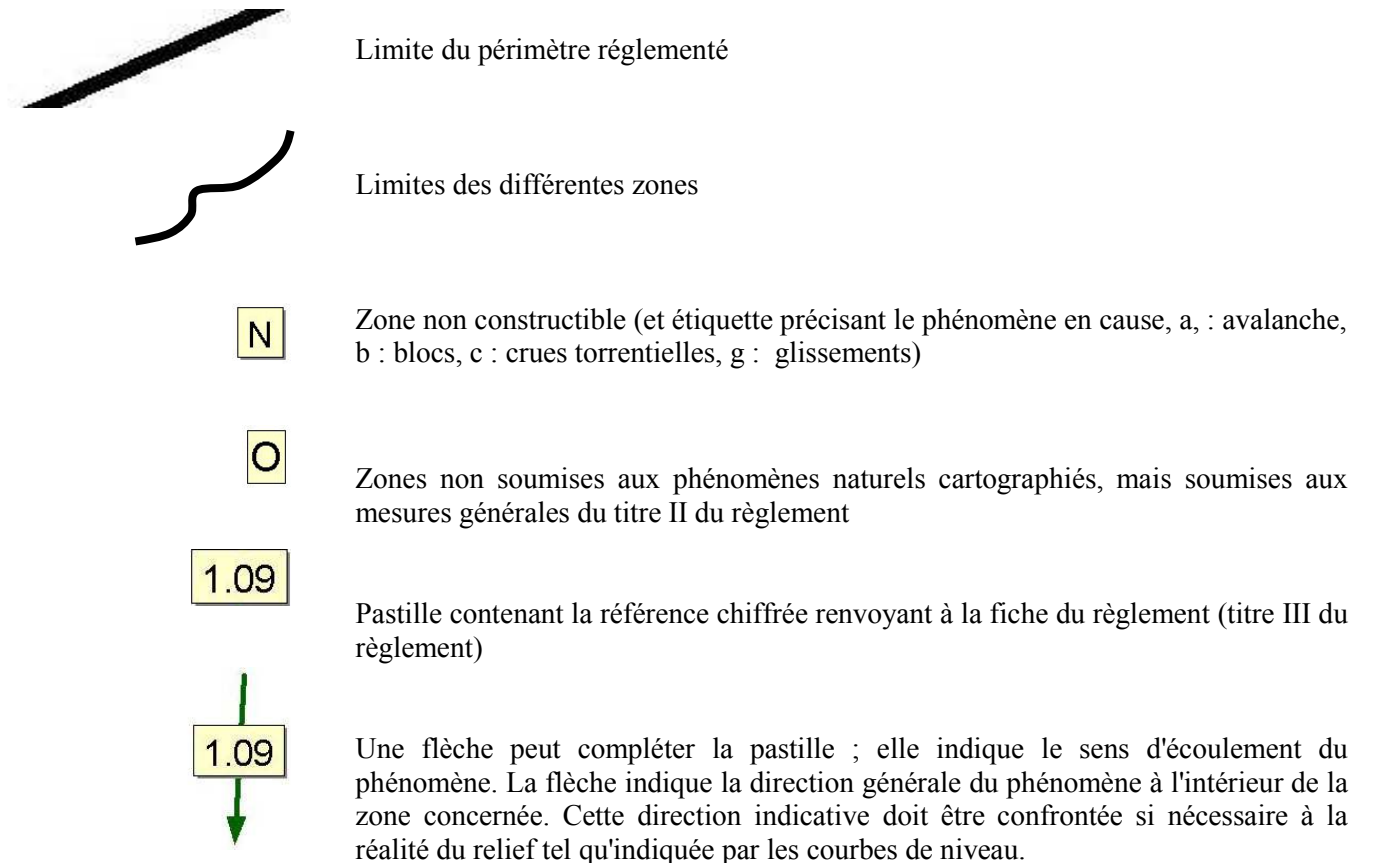 Limite du périmètre réglementé
Limites des différentes zones
N
Zone non constructible (et étiquette précisant le phénomène en cause, a, : avalanche,
b : blocs, c : crues torrentielles, g : glissements)
O
Zones non soumises aux phénomènes naturels cartographiés, mais soumises aux
mesures générales du titre II du règlement
1.09
Pastille contenant la référence chiffrée renvoyant à la fiche du règlement (titre III du
règlement)
1.09
Une flèche peut compléter la pastille ; elle indique le sens d'écoulement du
phénomène. La flèche indique la direction générale du phénomène à l'intérieur de la
zone concernée. Cette direction indicative doit être confrontée si nécessaire à la
réalité du relief tel qu'indiquée par les courbes de niveau.